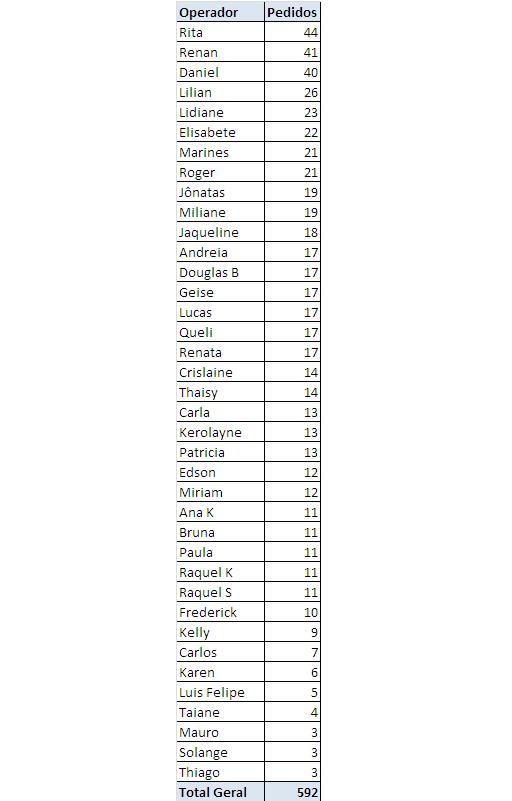 Operador Pedidos
Rita 44
Renan 41
Daniel 40
Lilian 26
Lidiane 23
Elisabete 22
Marines 21
Roger 21
Jônatas 19
Miliane 19
Jaqueline 18
Andreia 17
Douglas B 17
Geise 17
Lucas 17
Queli 17
Renata 17
Crislaine 14
Thaisy 14
Carla 13
Kerolayne 13
Patricia 13
Edson 12
Miriam 12
Ana K 11
Bruna 11
Paula 11
Raquel K 11
Raquel S 11
Frederick 10
Kelly 9
Carlos 7
Karen 6
Luis Felipe 5
Taiane 4
Mauro 3
Solange 3
Thiago 3
Total Geral 592